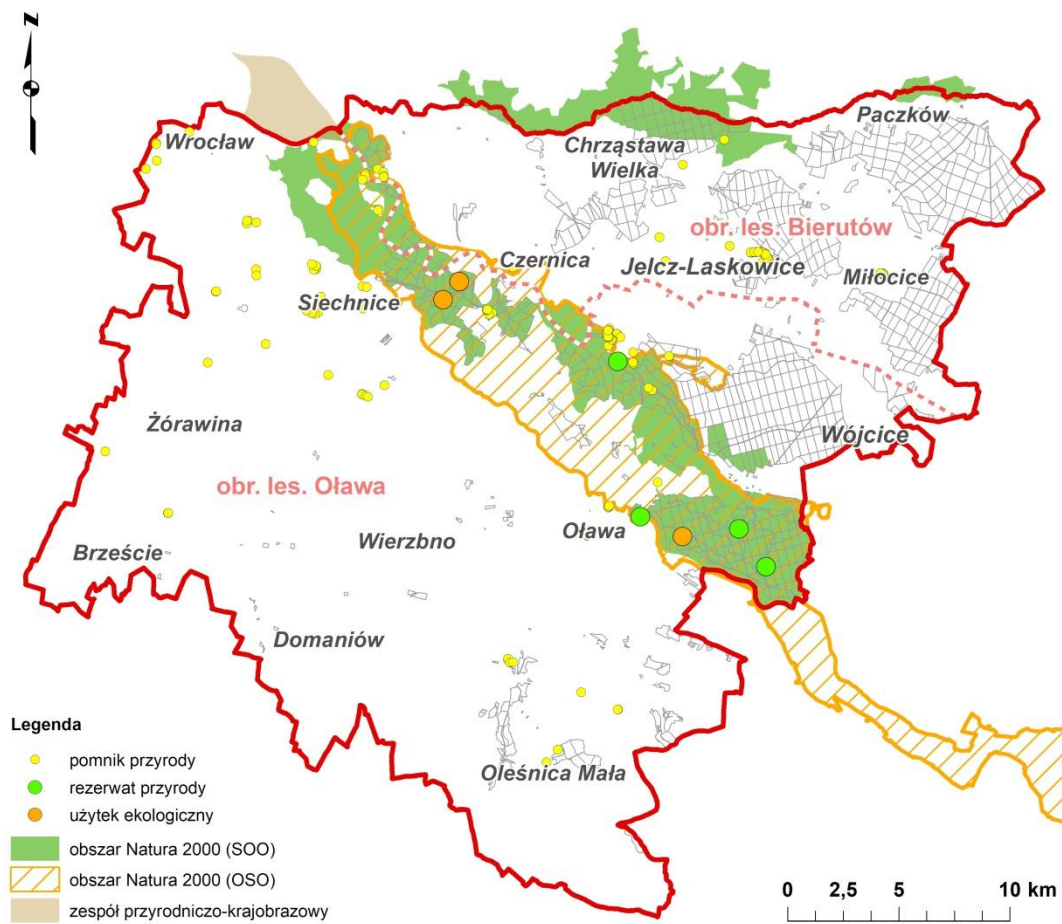 z
Paczków
Wrocław
Chrząstawa
Wielka
obr. les. Bierutów
Czernica
Jelcz-Laskowice
Miłocice
Siechnice
Żórawina
Wójcice
obr. les. Oława
Oława
Wierzbno
Brzeście
Domaniów
Oleśnica Mała
Legenda
pomnik przyrody
rezerwat przyrody
użytek ekologiczny
obszar Natura 2000 (SOO)
obszar Natura 2000 (OSO)
zespół przyrodniczo-krajobrazowy
0 2,5 5 10 km